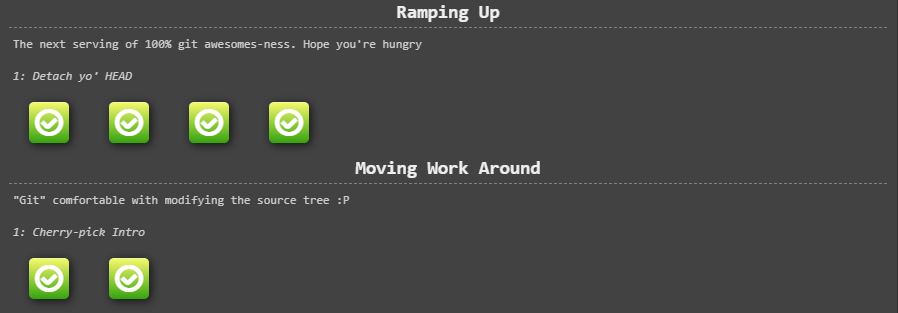 Ramping Up
The next serving of 100% git awesomes-ness. Hope you're hungry
1: Detach yo' HEAD
Moving Work Around
"Git" comfortable with modifying the source tree :P
1: Cherry-pick Intro